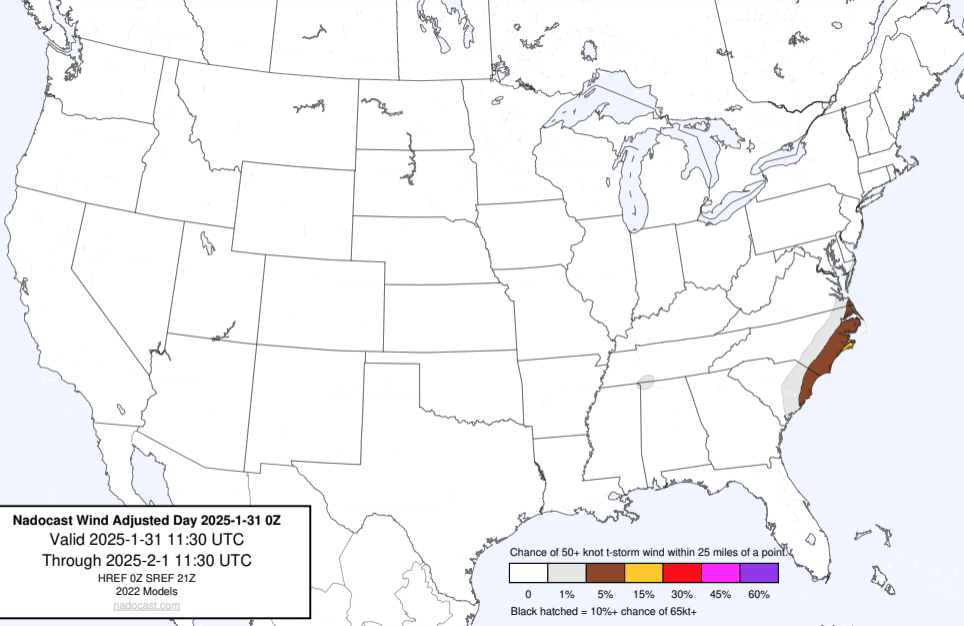 Nadocast Wind Adjusted Day 2025-1-31 0Z
Valid 2025-1-31 11:30 UTC
Through 2025-2-1 11:30 UTC
HREF 0Z SREF 21Z
2022 Models
nadocast.com
Chance of 50+ knot t-storm wind within 25 miles of a point.
0 1% 5% 15% 30% 45% 60%
Black hatched = 10%+ chance of 65kt+